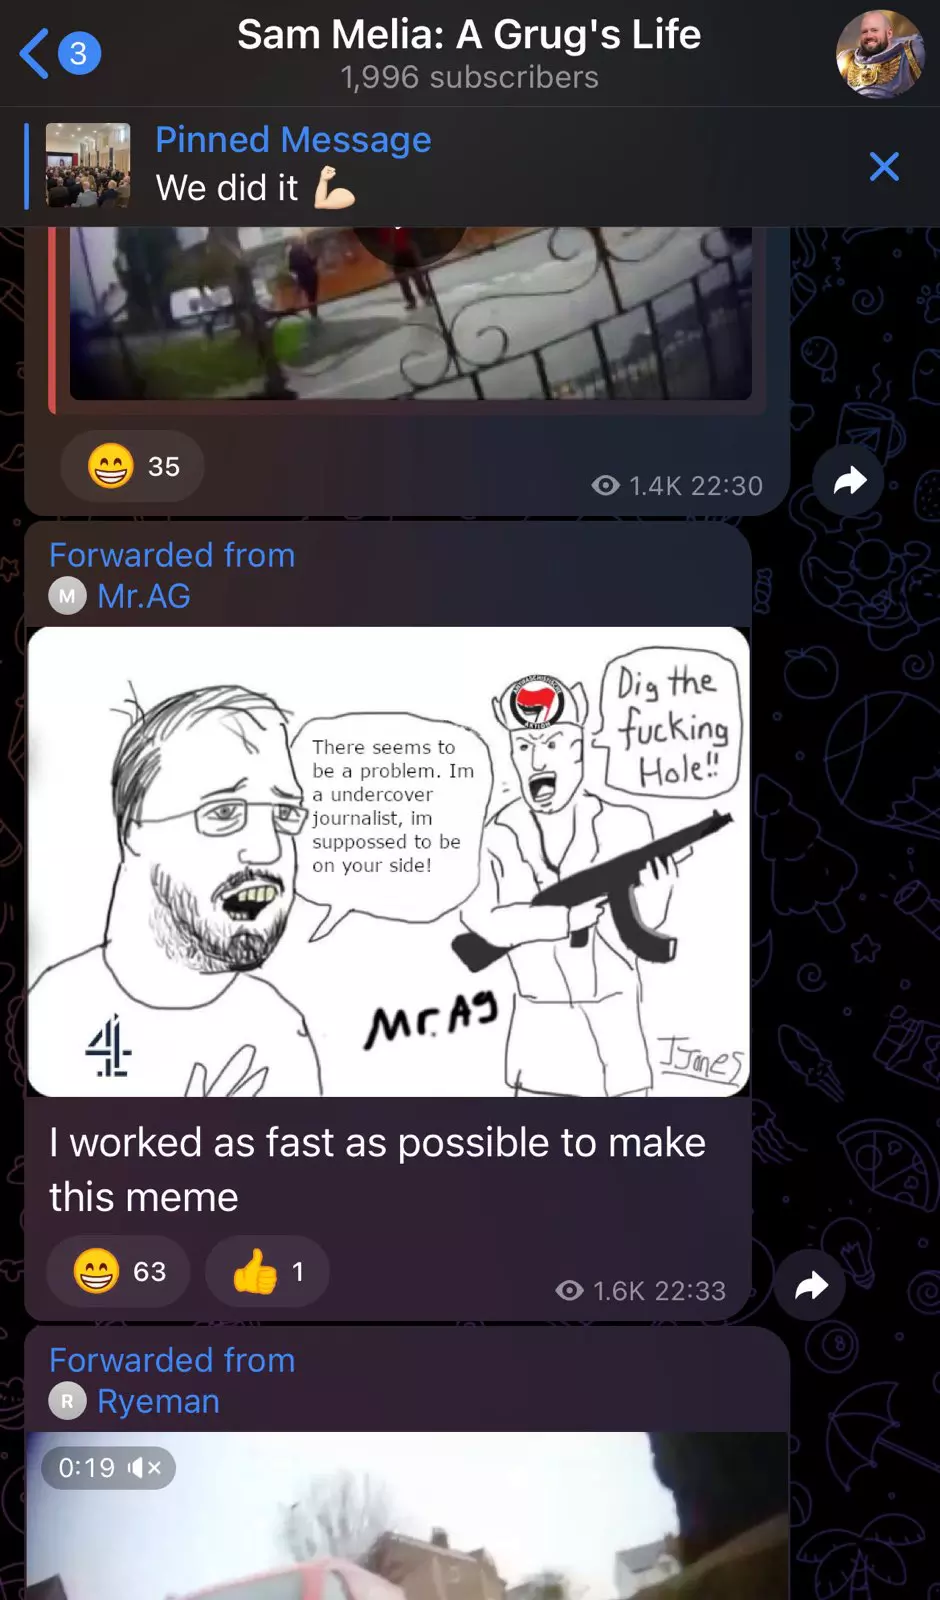 3
Sam Melia: A Grug's Life
1,996 subscribers
Pinned Message
We did it 💪🏻
😁 35
1.4K 22:30
Forwarded from
M Mr.AG
There seems to
be a problem. Im
a undercover
journalist, im
suppossed to be
on your side!
ANTIFASCHISTISCHE
AKTION
Dig the
fucking
Hole!!
4
Mr.Ag
JJones
I worked as fast as possible to make
this meme
😁 63 👍 1
1.6K 22:33
Forwarded from
R Ryeman
0:19